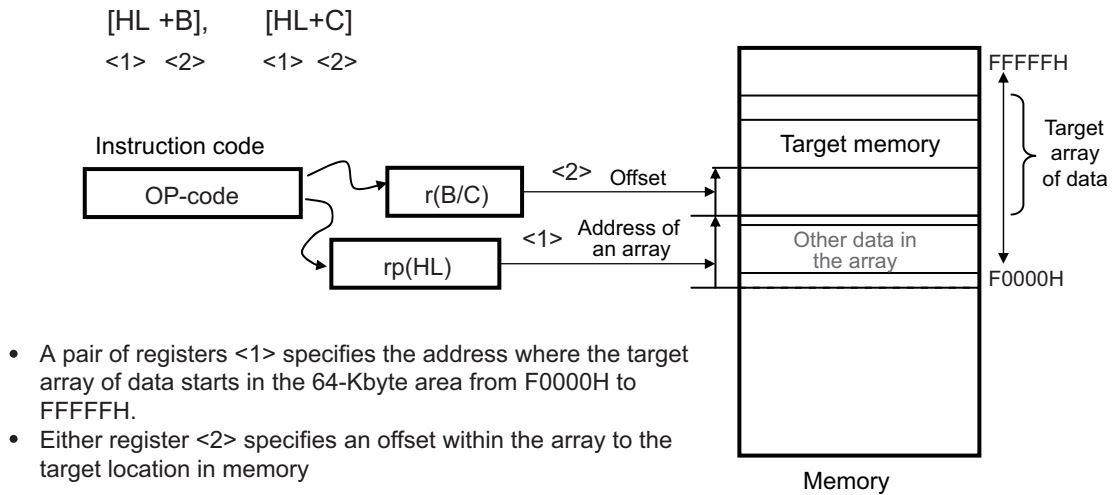 [HL +B], [HL+C]
<1> <2> <1> <2>
FFFFFH
Target
array
of data
Target memory
Instruction code
OP-code
r(B/C)
<2> Offset
rp(HL)
<1> Address of
an array
Other data in
the array
F0000H
• A pair of registers <1> specifies the address where the target
array of data starts in the 64-Kbyte area from F0000H to
FFFFFH.
• Either register <2> specifies an offset within the array to the
target location in memory
Memory